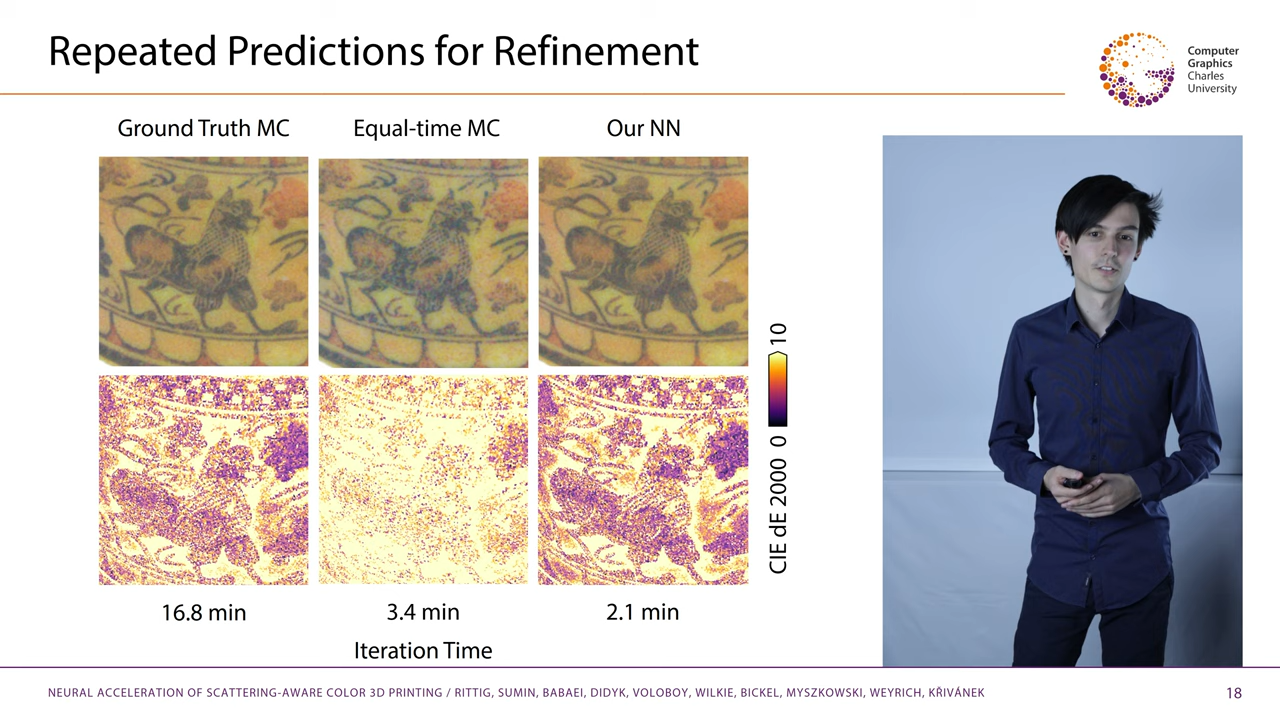 Repeated Predictions for Refinement
Computer
Graphics
Charles
University
Ground Truth MC
Equal-time MC
Our NN
CIE dE 2000 0 10
16.8 min
3.4 min
2.1 min
Iteration Time
NEURAL ACCELERATION OF SCATTERING-AWARE COLOR 3D PRINTING / RITTIG, SUMIN, BABAEI, DIDYK, VOLOBOY, WILKIE, BICKEL, MYSZKOWSKI, WEYRICH, KŘIVÁNEK
18